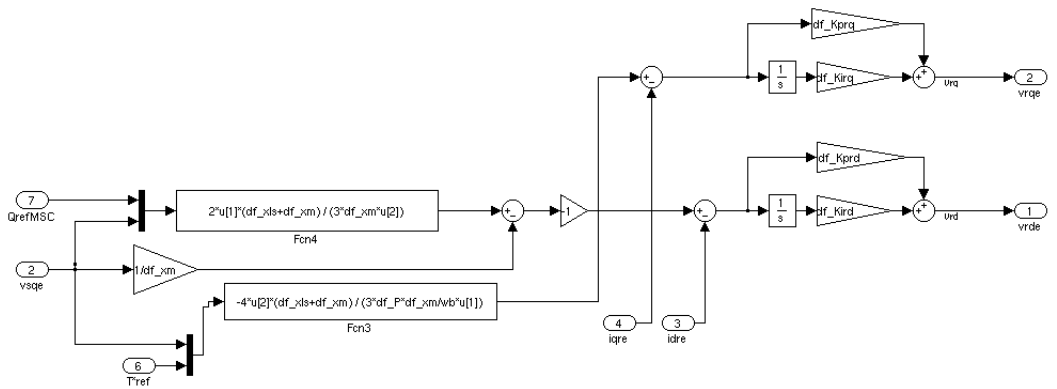 df_Kprq
1
s
df_Kirq
Vrq
2
vrqe
df_Kprd
1
s
df_Kird
Vrd
1
vrde
7
QrefMSC
2*u[1]*(df_xls+df_xm) / (3*df_xm*u[2])
Fcn4
-1
2
vsqe
1/df_xm
-4*u[2]*(df_xls+df_xm) / (3*df_P*df_xm/wb*u[1])
Fcn3
4
iqre
3
idre
6
T*ref